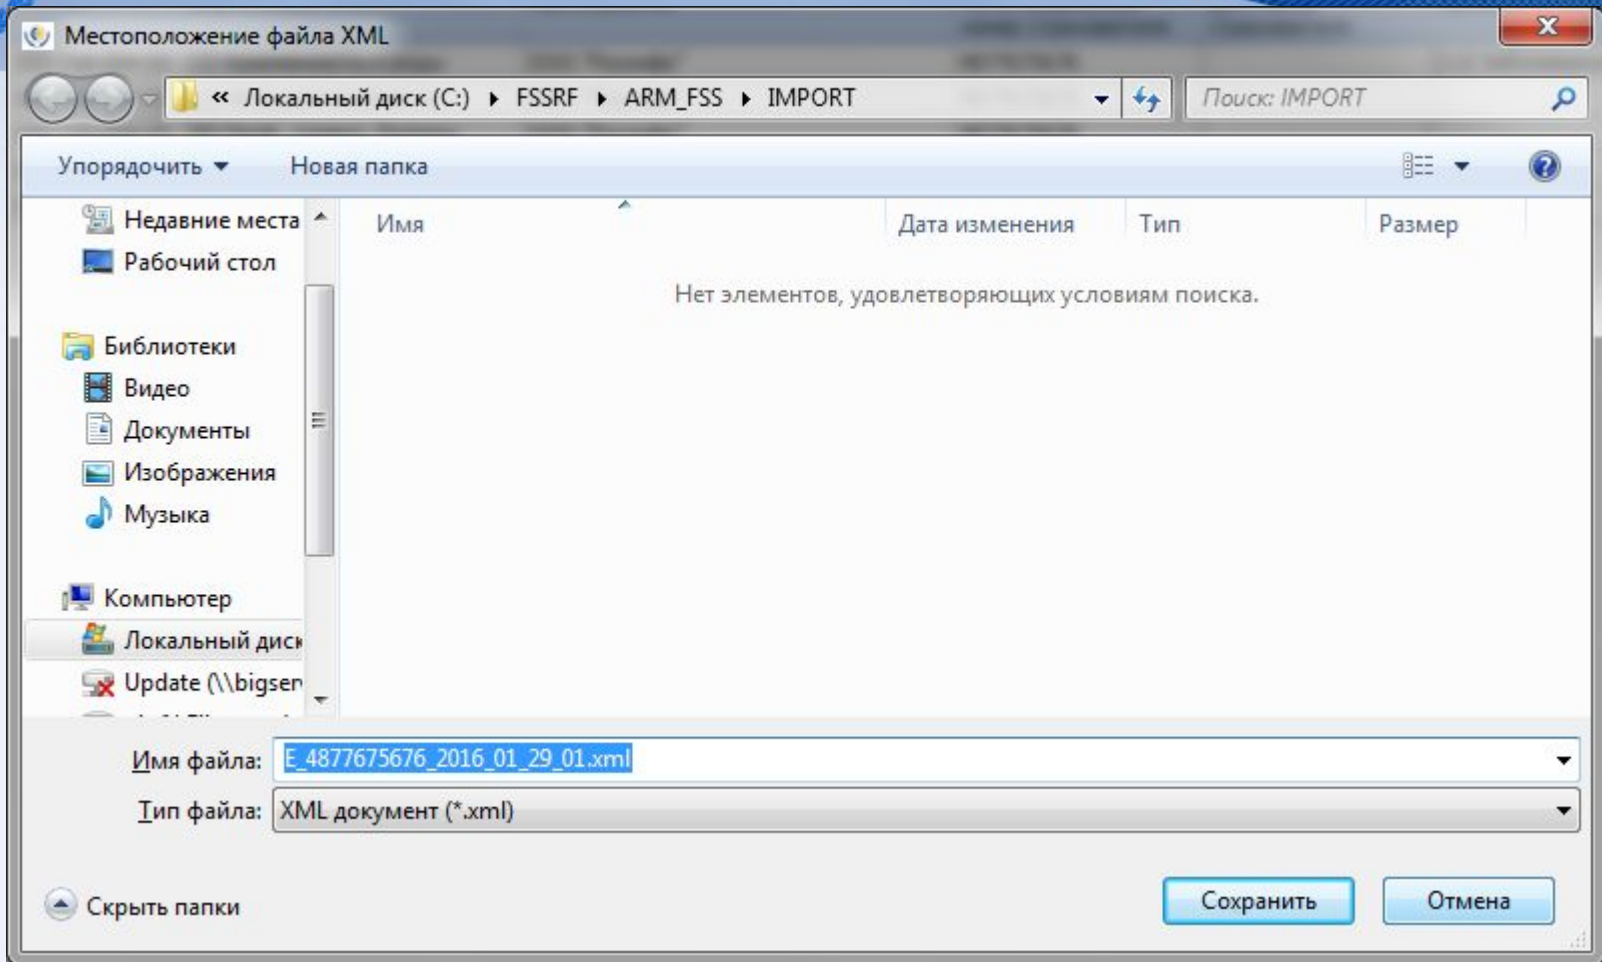 Местоположение файла XML
« Локальный диск (C:) FSSRF ARM_FSS IMPORT Поиск: IMPORT
Упорядочить Новая папка
Недавние места Имя Дата изменения Тип Размер
Рабочий стол
Нет элементов, удовлетворяющих условиям поиска.
Библиотеки
Видео
Документы
Изображения
Музыка
Компьютер
Локальный диск
Update (\\bigser
Имя файла: E_4877675676_2016_01_29_01.xml
Тип файла: XML документ (*.xml)
Скрыть папки Сохранить Отмена